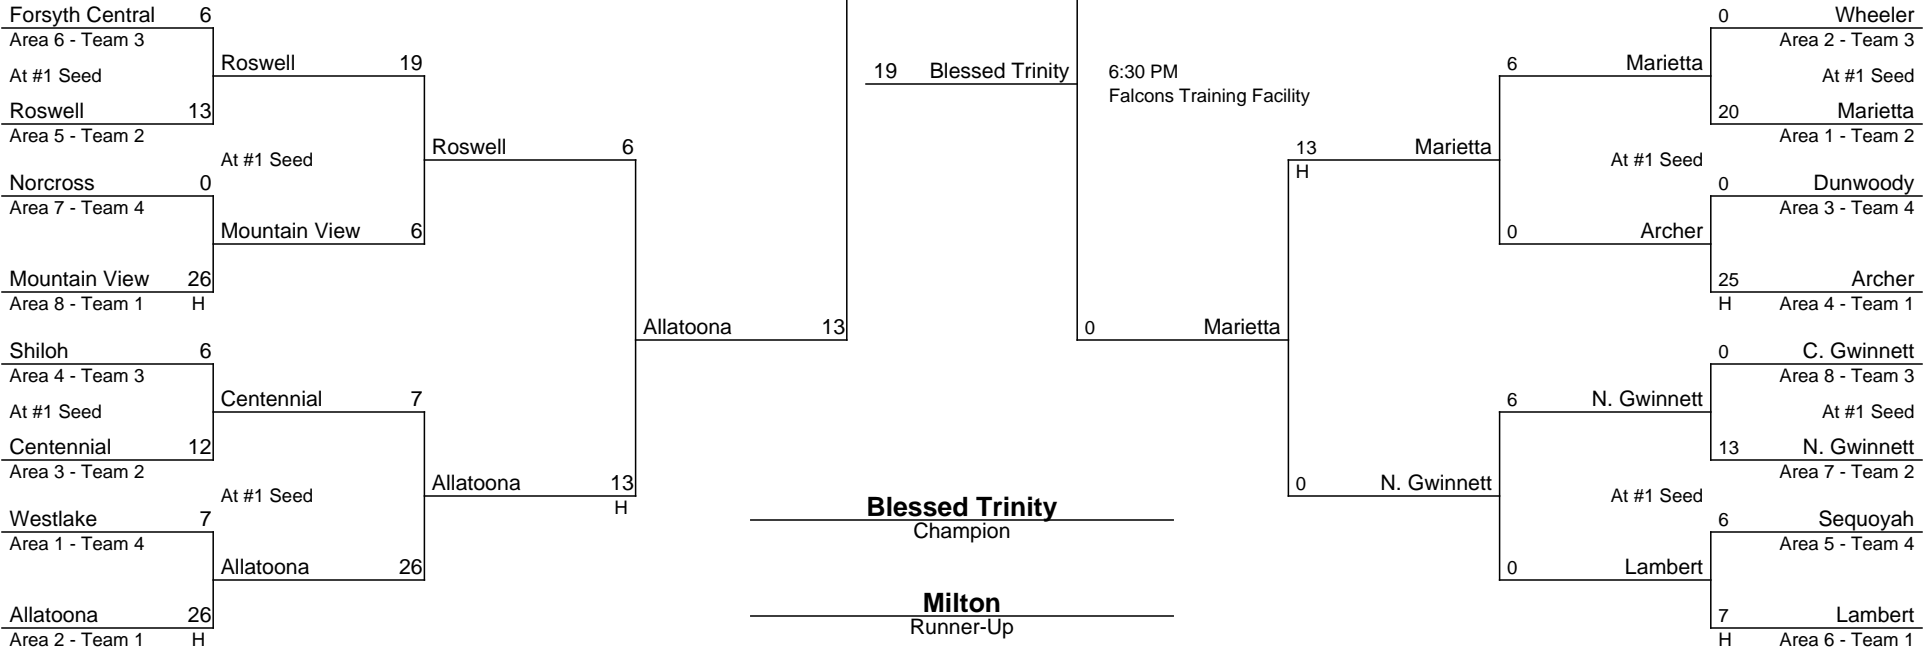 Forsyth Central 6
Area 6 - Team 3
At #1 Seed
Roswell 13
Area 5 - Team 2
Norcross 0
Area 7 - Team 4
Mountain View 26
Area 8 - Team 1 H
Shiloh 6
Area 4 - Team 3
At #1 Seed
Centennial 12
Area 3 - Team 2
Westlake 7
Area 1 - Team 4
Allatoona 26
Area 2 - Team 1 H
Roswell 19
At #1 Seed
Mountain View 6
Centennial 7
At #1 Seed
Allatoona 26
Roswell 6
Allatoona 13
H
Allatoona 13
19 Blessed Trinity
6:30 PM
Falcons Training Facility
Blessed Trinity
Champion
Milton
Runner-Up
0 Marietta
13 Marietta
H
0 N. Gwinnett
6 Marietta
At #1 Seed
0 Archer
6 N. Gwinnett
At #1 Seed
0 Lambert
0 Wheeler
Area 2 - Team 3
At #1 Seed
20 Marietta
Area 1 - Team 2
0 Dunwoody
Area 3 - Team 4
25 Archer
H Area 4 - Team 1
0 C. Gwinnett
Area 8 - Team 3
At #1 Seed
13 N. Gwinnett
Area 7 - Team 2
6 Sequoyah
Area 5 - Team 4
7 Lambert
H Area 6 - Team 1